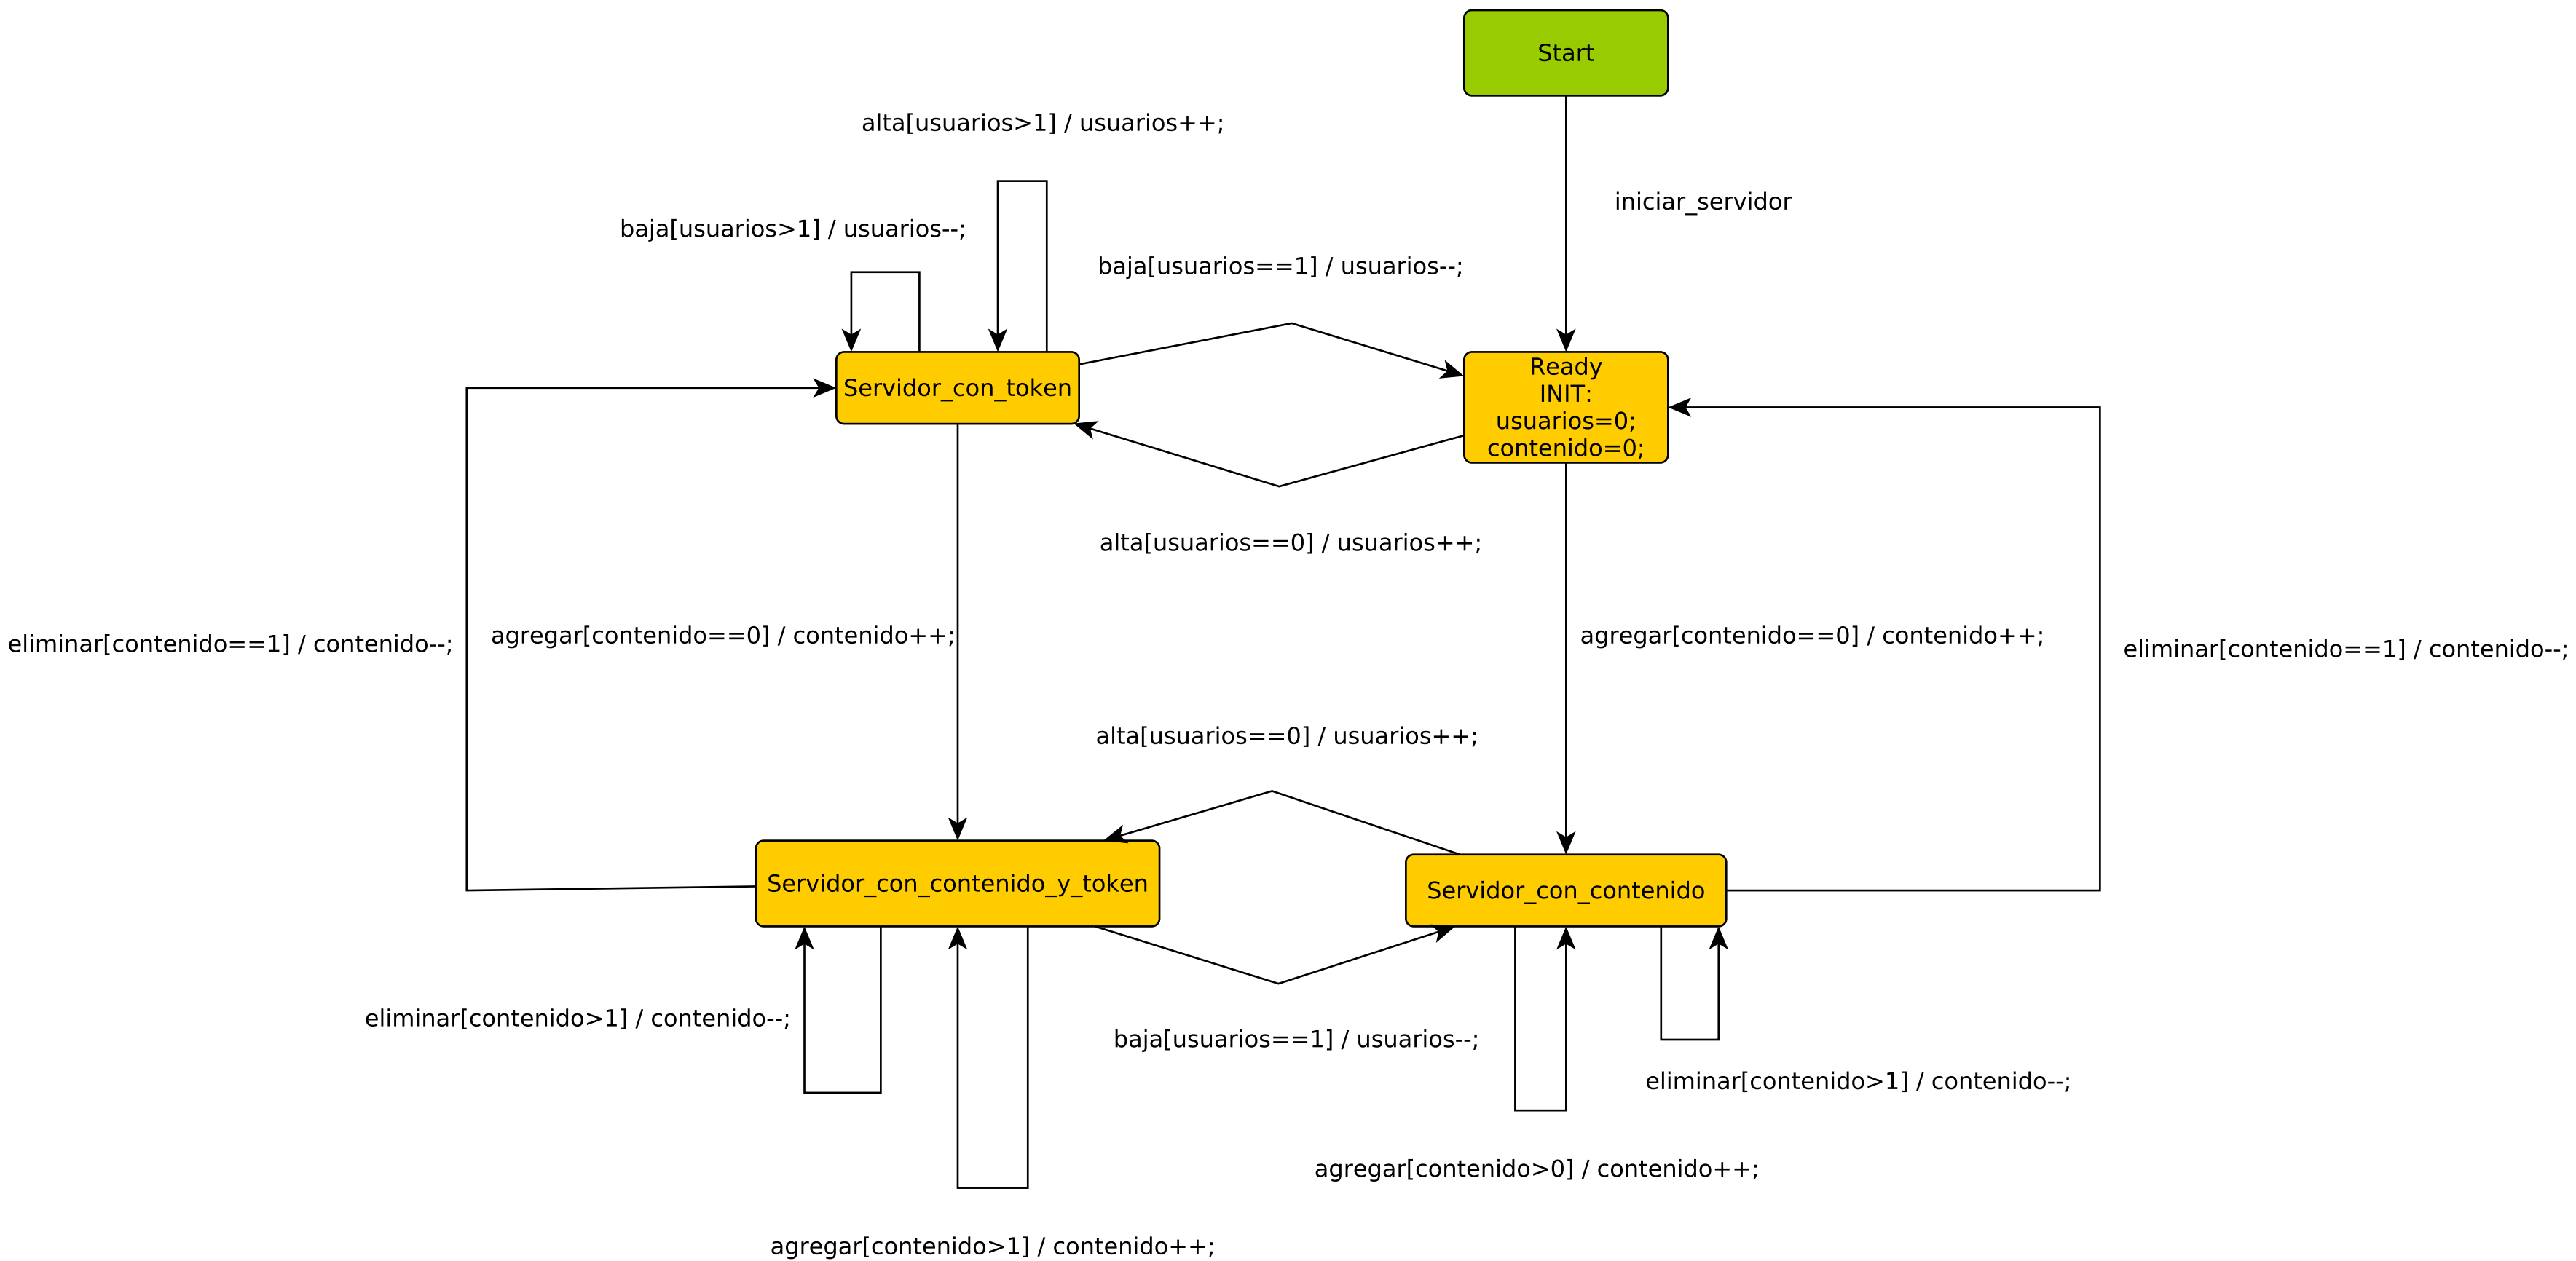 Start
alta[usuarios>1] / usuarios++;
iniciar_servidor
baja[usuarios>1] / usuarios--;
baja[usuarios==1] / usuarios--;
Servidor_con_token
Ready
INIT:
usuarios=0;
contenido=0;
alta[usuarios==0] / usuarios++;
eliminar[contenido==1] / contenido--;
agregar[contenido==0] / contenido++;
agregar[contenido==0] / contenido++;
eliminar[contenido==1] / contenido--;
alta[usuarios==0] / usuarios++;
Servidor_con_contenido_y_token
Servidor_con_contenido
eliminar[contenido>1] / contenido--;
baja[usuarios==1] / usuarios--;
eliminar[contenido>1] / contenido--;
agregar[contenido>0] / contenido++;
agregar[contenido>1] / contenido++;